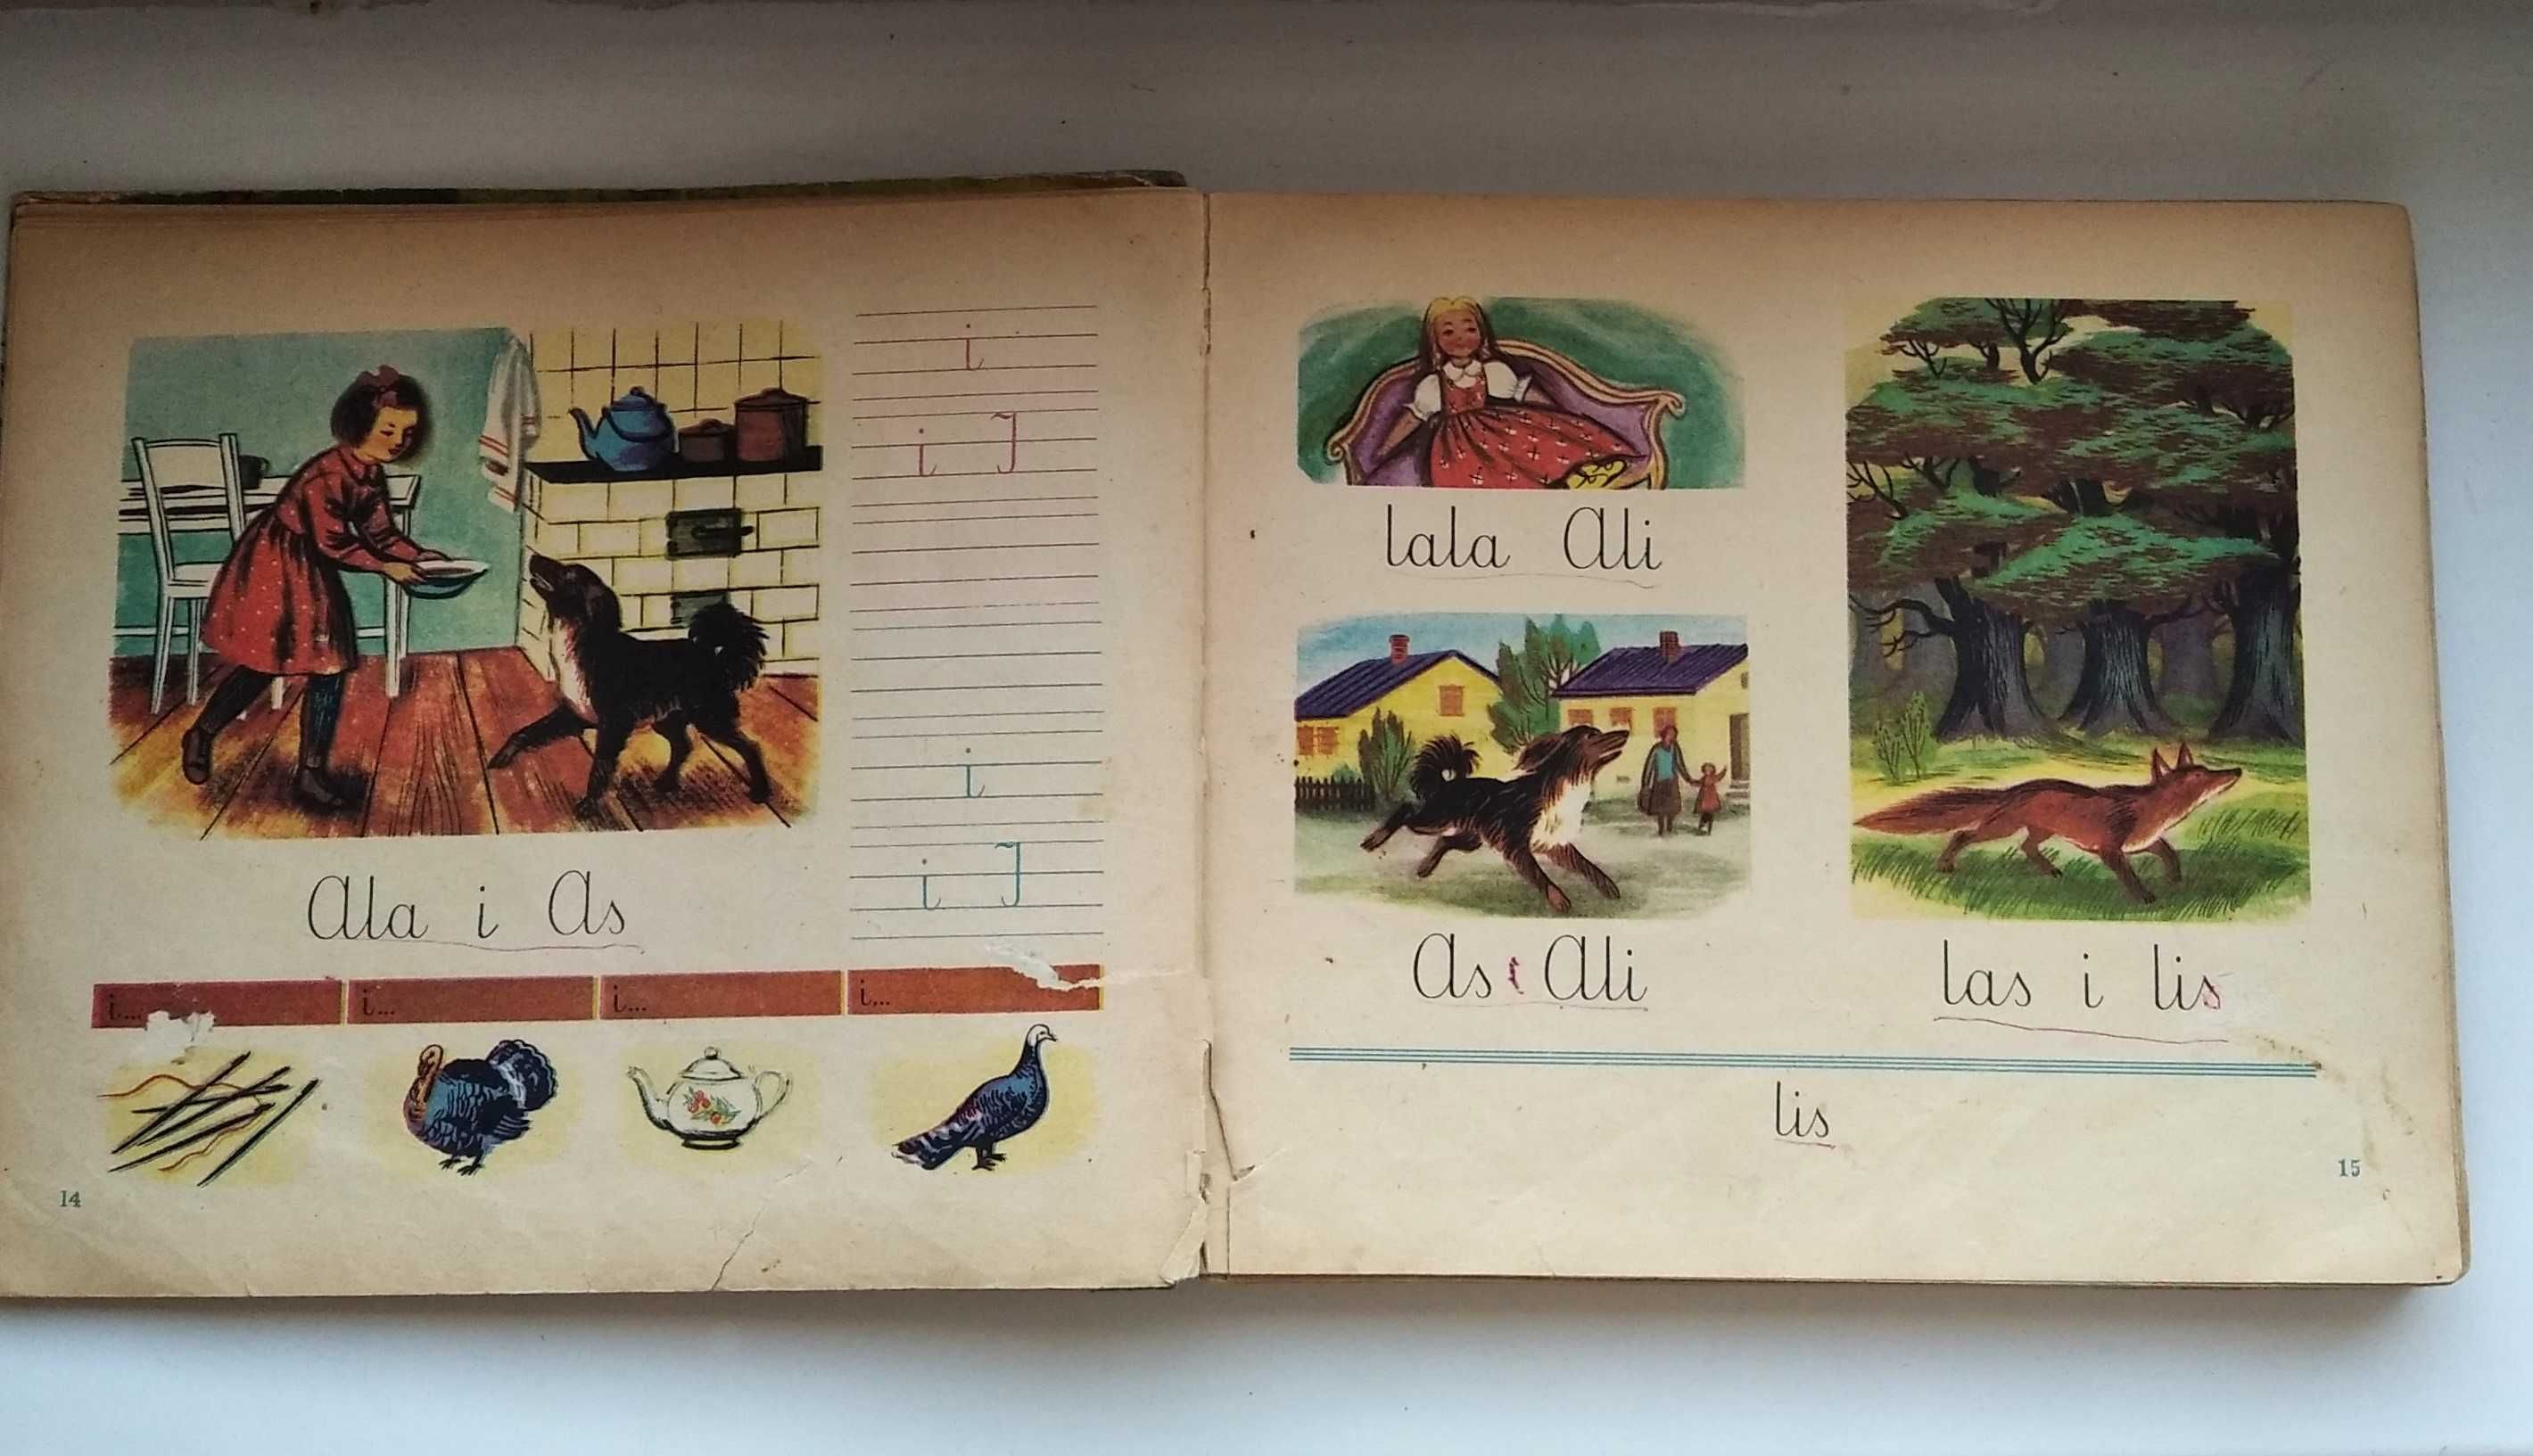 i
i J
i
i J
Ala i As
i... i... i... i...
14
lala Ali
As i Ali
las i lis
lis
15